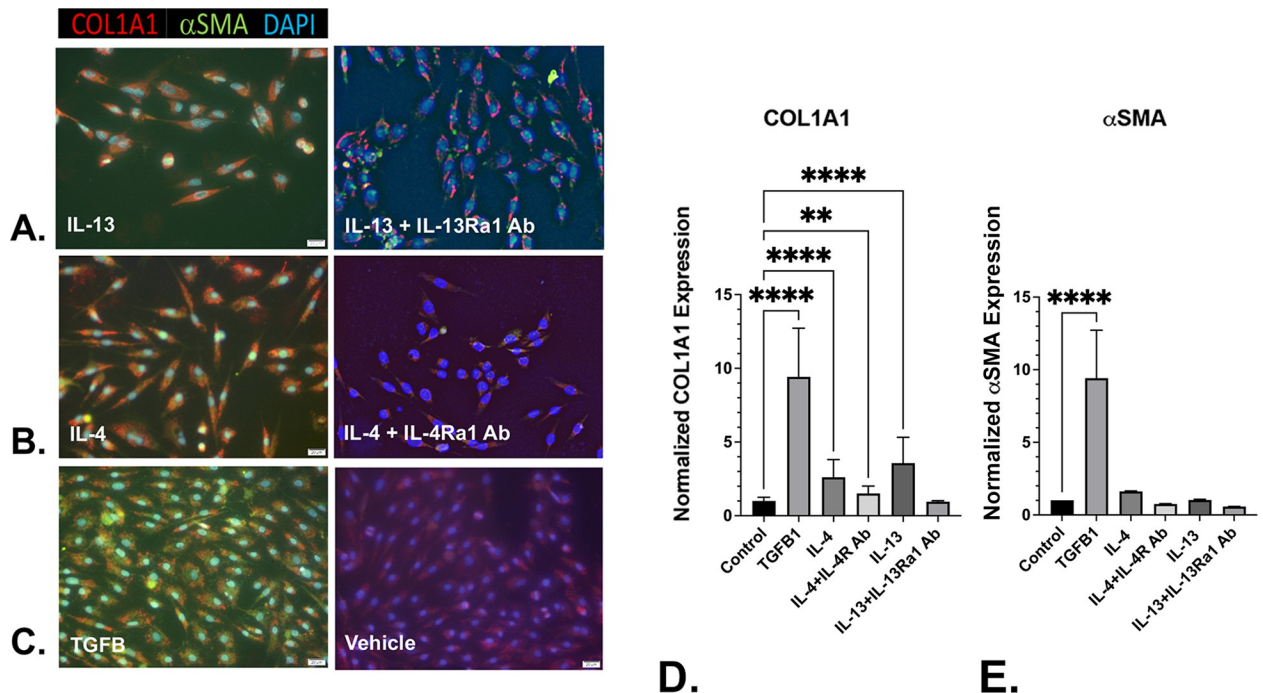 COL1A1 αSMA DAPI
A.
IL-13
IL-13 + IL-13Ra1 Ab
B.
IL-4
IL-4 + IL-4Ra1 Ab
C.
TGFB
Vehicle
COL1A1
Normalized COL1A1 Expression
15
10
5
0
****
**
****
****
Control
TGFB1
IL-4
IL-4+IL-4R Ab
IL-13
IL-13+IL-13Ra1 Ab
D.
αSMA
Normalized αSMA Expression
15
10
5
0
****
Control
TGFB1
IL-4
IL-4+IL-4R Ab
IL-13
IL-13+IL-13Ra1 Ab
E.